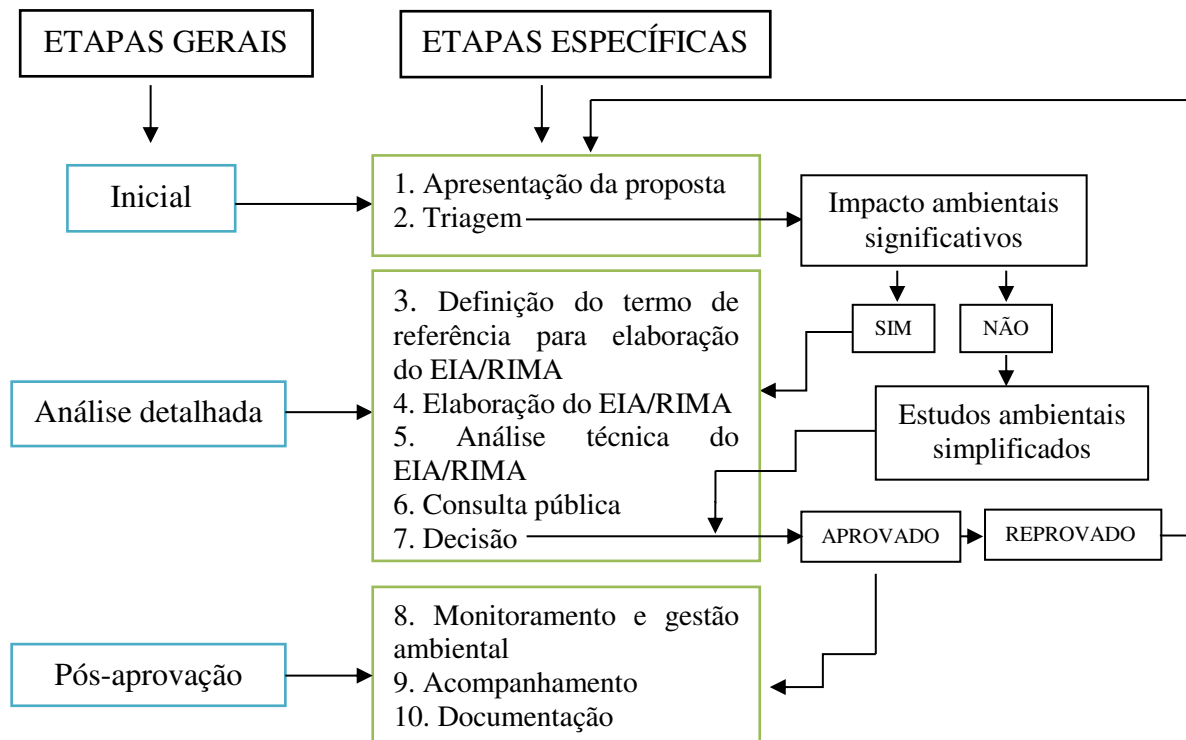 ETAPAS GERAIS
ETAPAS ESPECÍFICAS
Inicial
1. Apresentação da proposta
2. Triagem
Impacto ambientais
significativos
SIM
NÃO
Análise detalhada
3. Definição do termo de
referência para elaboração
do EIA/RIMA
4. Elaboração do EIA/RIMA
5. Análise técnica do
EIA/RIMA
6. Consulta pública
7. Decisão
Estudos ambientais
simplificados
APROVADO
REPROVADO
Pós-aprovação
8. Monitoramento e gestão
ambiental
9. Acompanhamento
10. Documentação